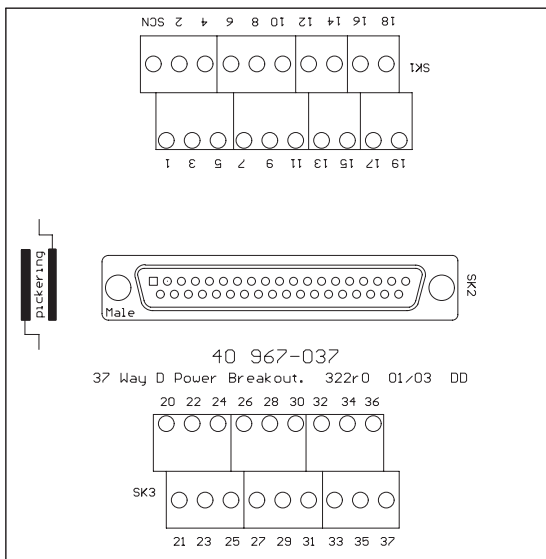 SCN 2 4 6 8 10 12 14 16 18
SK1
1 3 5 7 9 11 13 15 17 19
pickering
SK2
Male
40 967-037
37 Way D Power Breakout. 322r0 01/03 DD
20 22 24 26 28 30 32 34 36
SK3
21 23 25 27 29 31 33 35 37